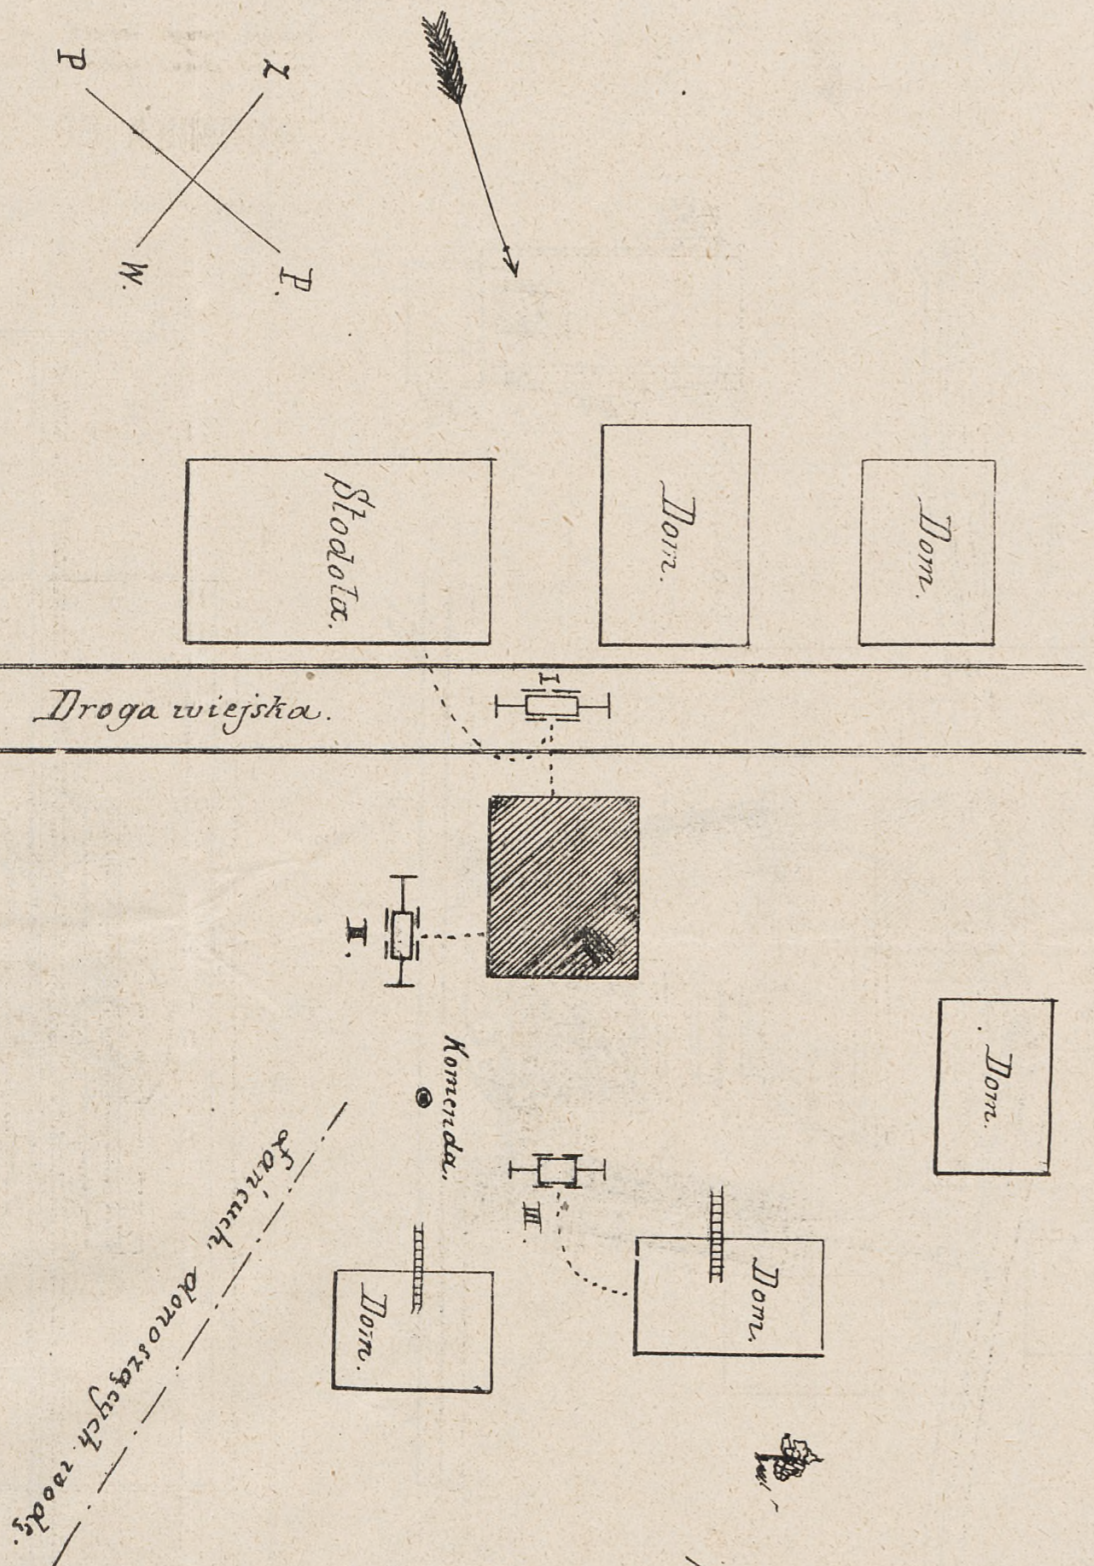 P
Z
W.
P.
Stodoła.
Dom.
Dom.
I
Droga wiejska.
II.
Komenda.
Dom.
III.
Dom.
Dom.
Łańcuch donoszących wodę.